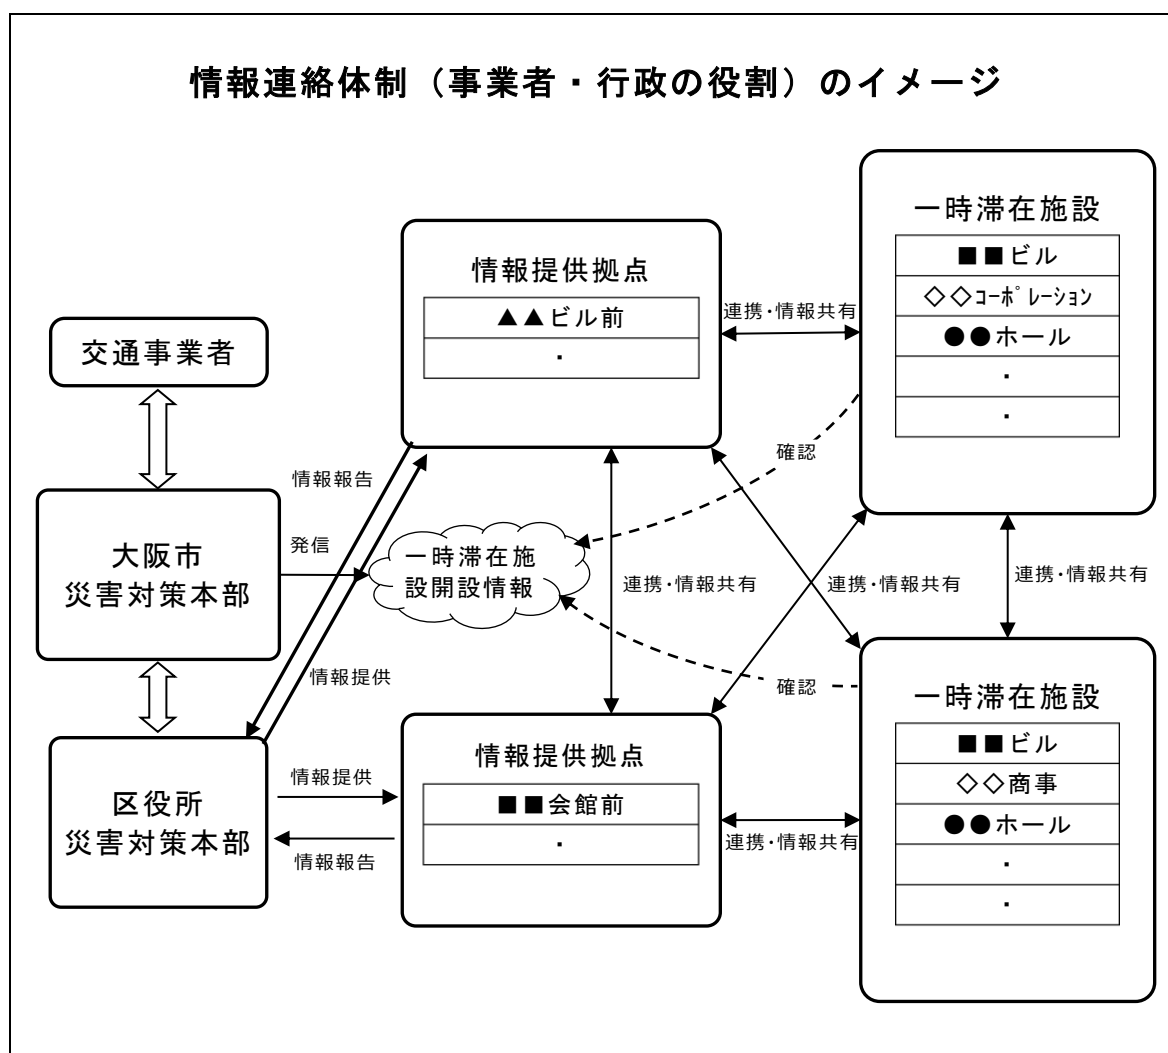 情報連絡体制（事業者・行政の役割）のイメージ
交通事業者
大阪市
災害対策本部
区役所
災害対策本部
情報提供拠点
▲▲ビル前
・
情報報告
発信
一時滞在施
設開設情報
情報提供
情報提供
情報報告
情報提供拠点
■■会館前
・
連携・情報共有
確認
連携・情報共有
連携・情報共有
連携・情報共有
確認
連携・情報共有
一時滞在施設
■■ビル
◇◇ｺｰﾎﾟﾚｰｼｮﾝ
●●ホール
・
・
一時滞在施設
■■ビル
◇◇商事
●●ホール
・
・